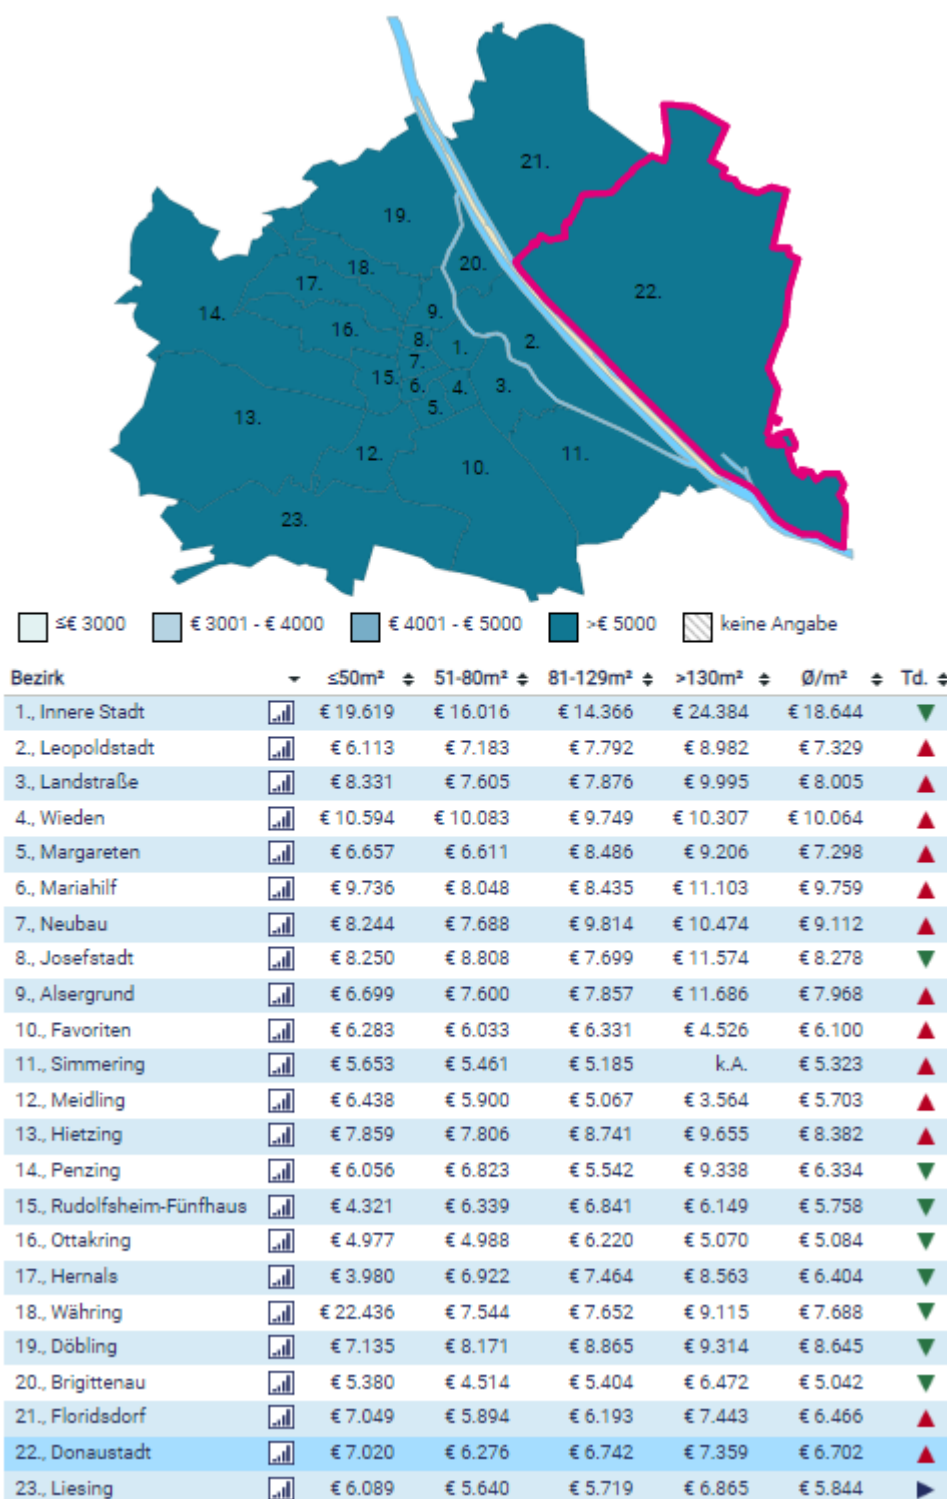 21.
19.
20.
18.
17.
22.
14.
9.
16.
8.
1.
2.
7.
15.
6.
4.
3.
5.
13.
12.
11.
10.
23.
≤€ 3000 € 3001 - € 4000 € 4001 - € 5000 >€ 5000 keine Angabe
Bezirk ≤50m² 51-80m² 81-129m² >130m² Ø/m² Td.
1., Innere Stadt € 19.619 € 16.016 € 14.366 € 24.384 € 18.644
2., Leopoldstadt € 6.113 € 7.183 € 7.792 € 8.982 € 7.329
3., Landstraße € 8.331 € 7.605 € 7.876 € 9.995 € 8.005
4., Wieden € 10.594 € 10.083 € 9.749 € 10.307 € 10.064
5., Margareten € 6.657 € 6.611 € 8.486 € 9.206 € 7.298
6., Mariahilf € 9.736 € 8.048 € 8.435 € 11.103 € 9.759
7., Neubau € 8.244 € 7.688 € 9.814 € 10.474 € 9.112
8., Josefstadt € 8.250 € 8.808 € 7.699 € 11.574 € 8.278
9., Alsergrund € 6.699 € 7.600 € 7.857 € 11.686 € 7.968
10., Favoriten € 6.283 € 6.033 € 6.331 € 4.526 € 6.100
11., Simmering € 5.653 € 5.461 € 5.185 k.A. € 5.323
12., Meidling € 6.438 € 5.900 € 5.067 € 3.564 € 5.703
13., Hietzing € 7.859 € 7.806 € 8.741 € 9.655 € 8.382
14., Penzing € 6.056 € 6.823 € 5.542 € 9.338 € 6.334
15., Rudolfsheim-Fünfhaus € 4.321 € 6.339 € 6.841 € 6.149 € 5.758
16., Ottakring € 4.977 € 4.988 € 6.220 € 5.070 € 5.084
17., Hernals € 3.980 € 6.922 € 7.464 € 8.563 € 6.404
18., Währing € 22.436 € 7.544 € 7.652 € 9.115 € 7.688
19., Döbling € 7.135 € 8.171 € 8.865 € 9.314 € 8.645
20., Brigittenau € 5.380 € 4.514 € 5.404 € 6.472 € 5.042
21., Floridsdorf € 7.049 € 5.894 € 6.193 € 7.443 € 6.466
22., Donaustadt € 7.020 € 6.276 € 6.742 € 7.359 € 6.702
23., Liesing € 6.089 € 5.640 € 5.719 € 6.865 € 5.844